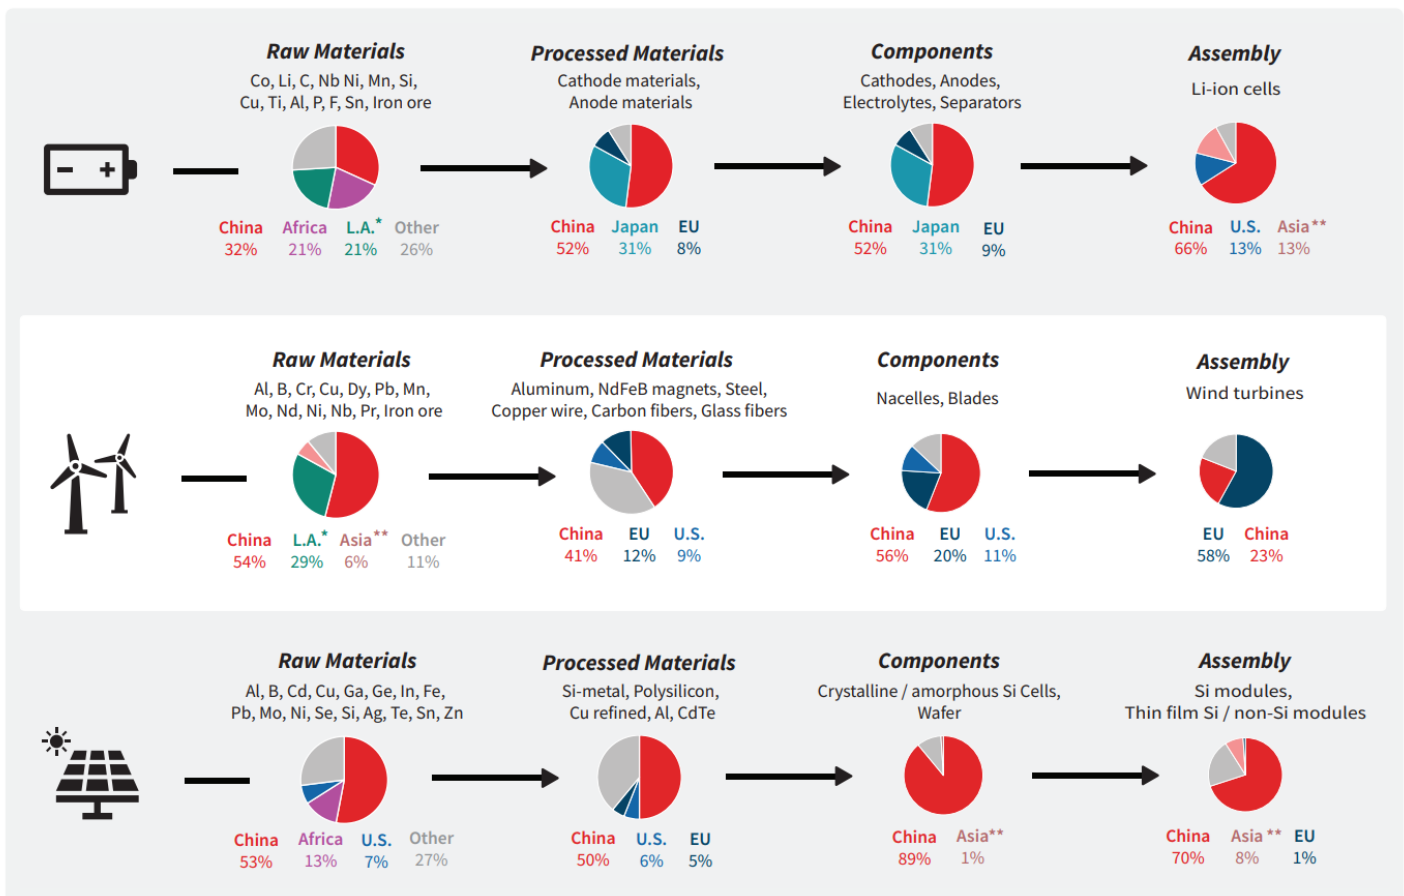 Raw Materials
Co, Li, C, Nb Ni, Mn, Si,
Cu, Ti, Al, P, F, Sn, Iron ore
China Africa L.A.* Other
32% 21% 21% 26%
Processed Materials
Cathode materials,
Anode materials
China Japan EU
52% 31% 8%
Components
Cathodes, Anodes,
Electrolytes, Separators
China Japan EU
52% 31% 9%
Assembly
Li-ion cells
China U.S. Asia**
66% 13% 13%
Raw Materials
Al, B, Cr, Cu, Dy, Pb, Mn,
Mo, Nd, Ni, Nb, Pr, Iron ore
China L.A.* Asia** Other
54% 29% 6% 11%
Processed Materials
Aluminum, NdFeB magnets, Steel,
Copper wire, Carbon fibers, Glass fibers
China EU U.S.
41% 12% 9%
Components
Nacelles, Blades
China EU U.S.
56% 20% 11%
Assembly
Wind turbines
EU China
58% 23%
Raw Materials
Al, B, Cd, Cu, Ga, Ge, In, Fe,
Pb, Mo, Ni, Se, Si, Ag, Te, Sn, Zn
China Africa U.S. Other
53% 13% 7% 27%
Processed Materials
Si-metal, Polysilicon,
Cu refined, Al, CdTe
China U.S. EU
50% 6% 5%
Components
Crystalline / amorphous Si Cells,
Wafer
China Asia**
89% 1%
Assembly
Si modules,
Thin film Si / non-Si modules
China Asia ** EU
70% 8% 1%